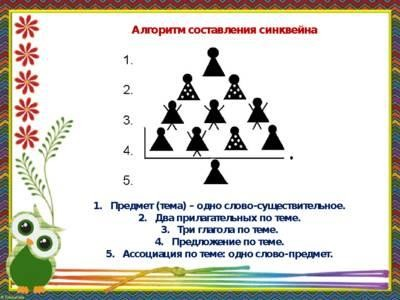 Алгоритм составления синквейна
1.
2.
3.
4.
5.
1. Предмет (тема) – одно слово-существительное.
2. Два прилагательных по теме.
3. Три глагола по теме.
4. Предложение по теме.
5. Ассоциация по теме: одно слово-предмет.